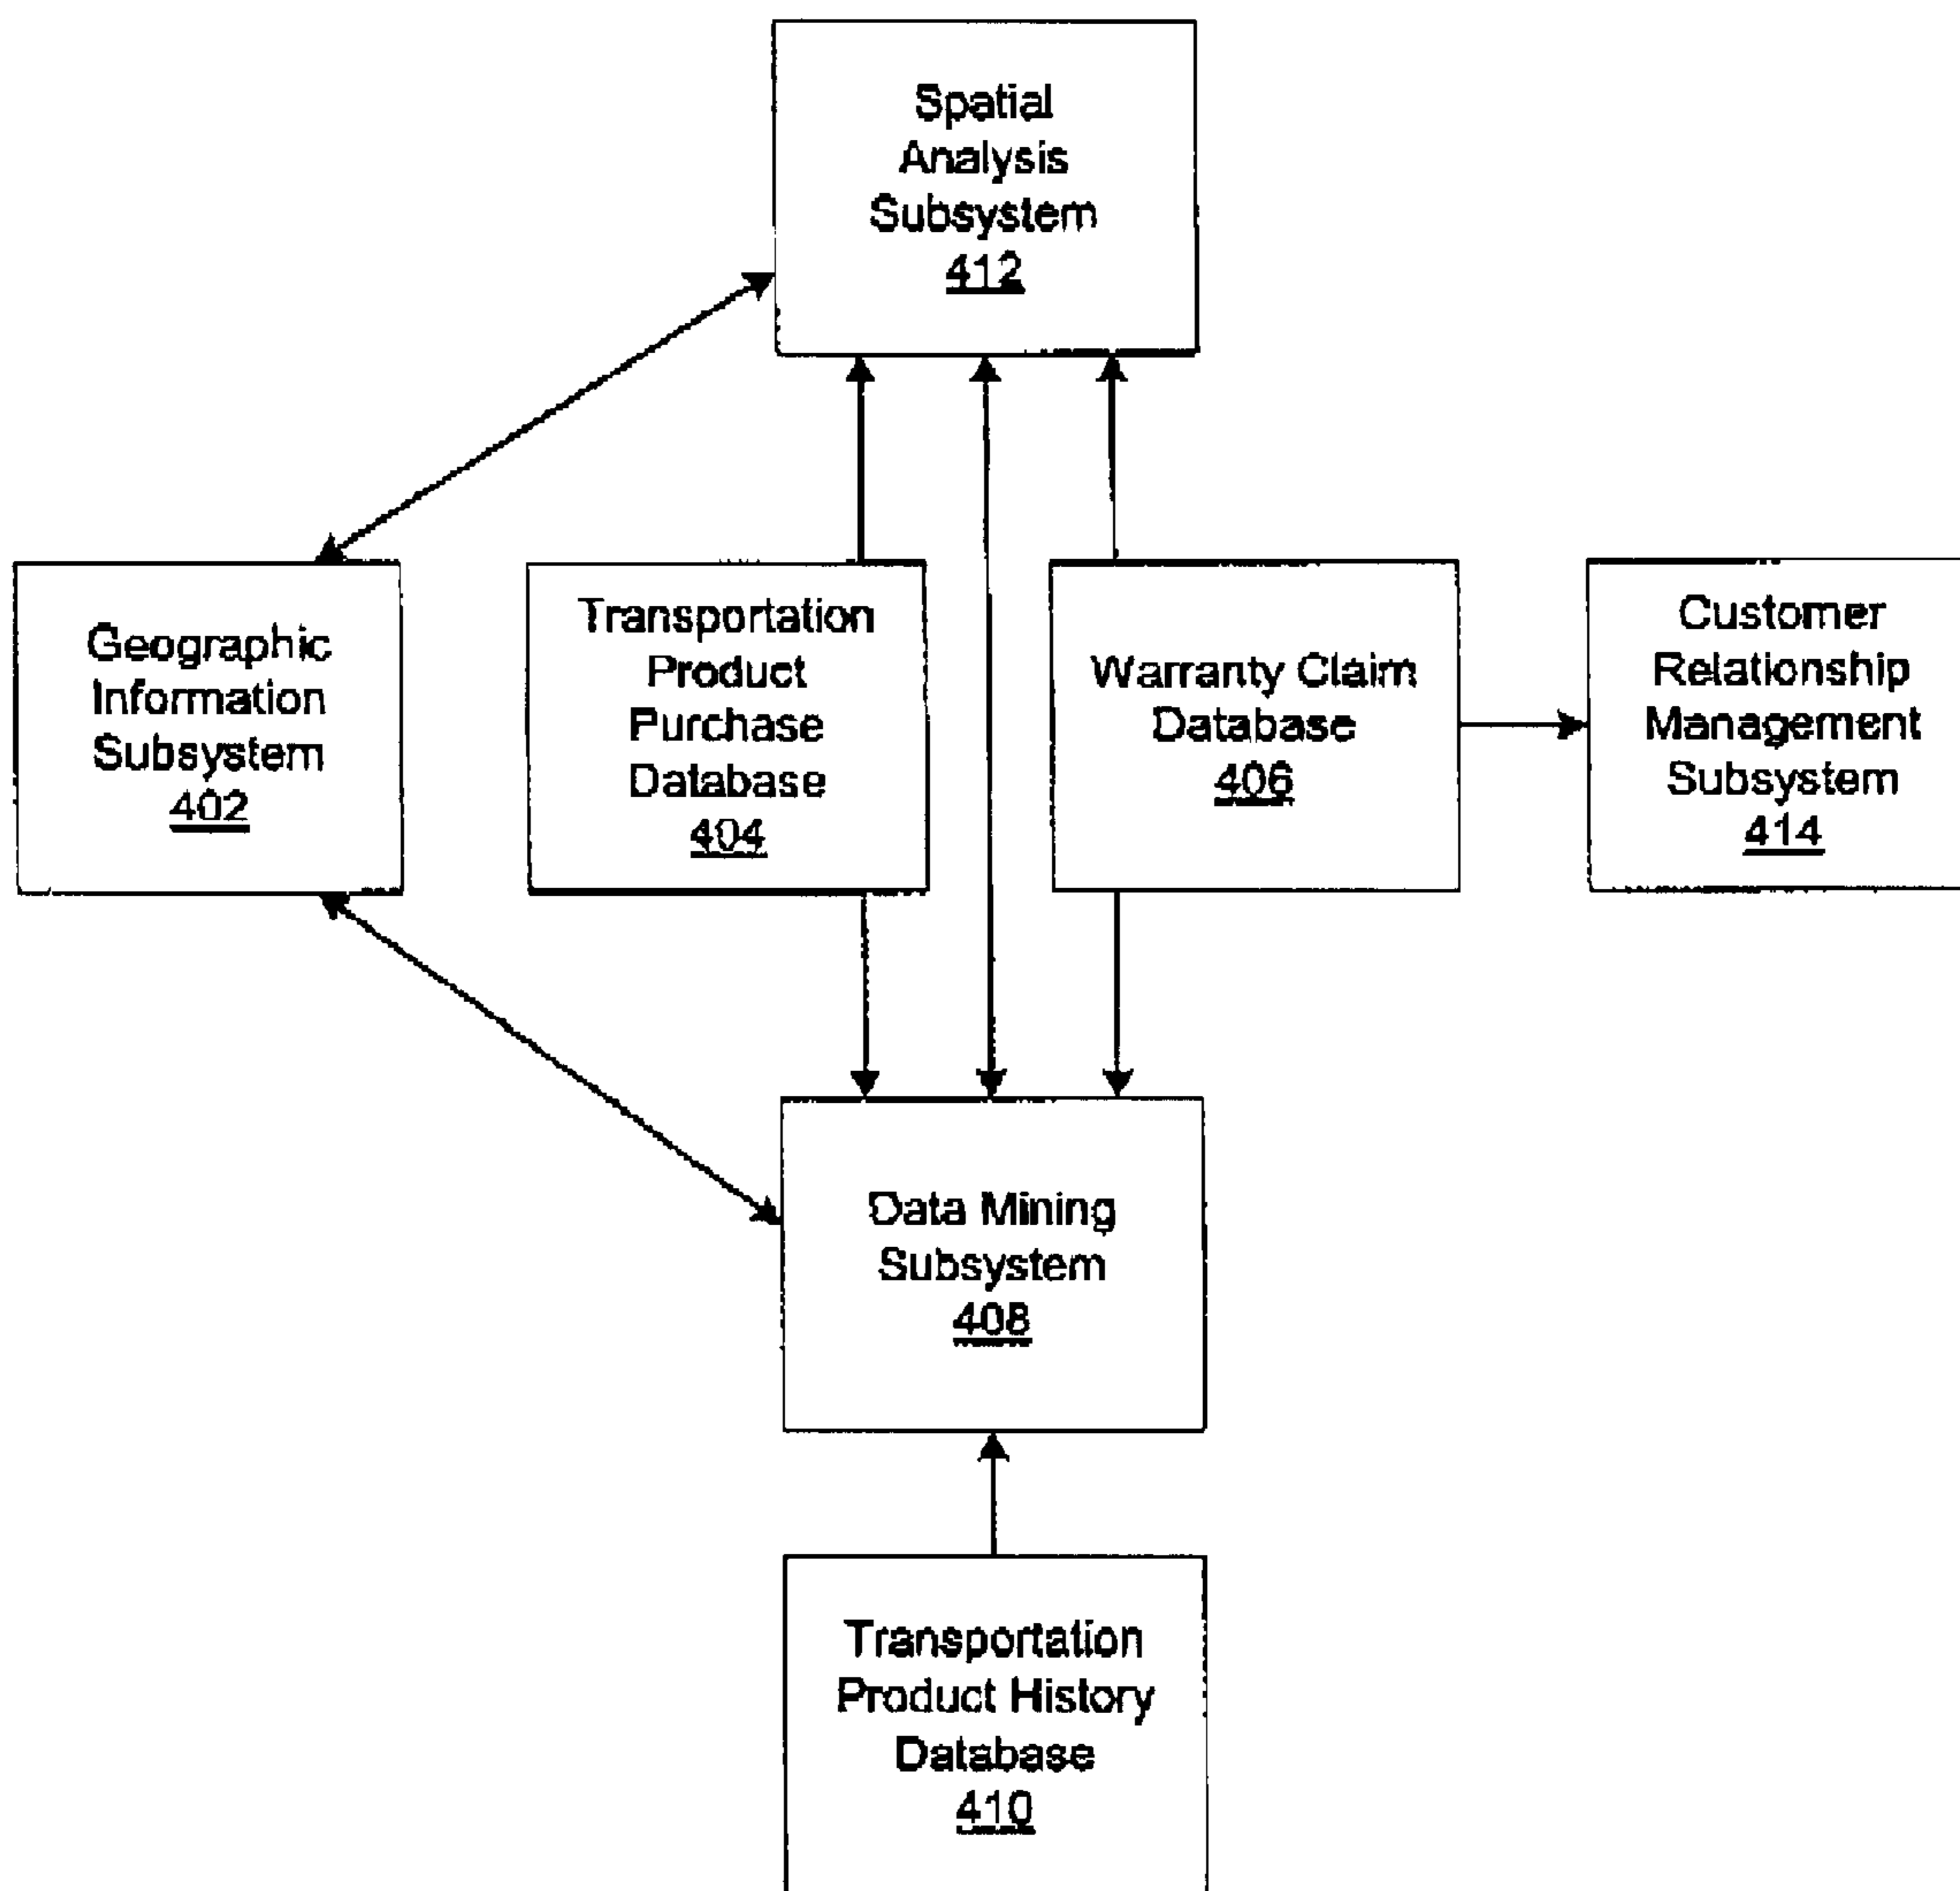 Spatial
Analysis
Subsystem
412
Geographic
Information
Subsystem
402
Transportation
Product
Purchase
Database
404
Warranty Claim
Database
406
Customer
Relationship
Management
Subsystem
414
Data Mining
Subsystem
408
Transportation
Product History
Database
410